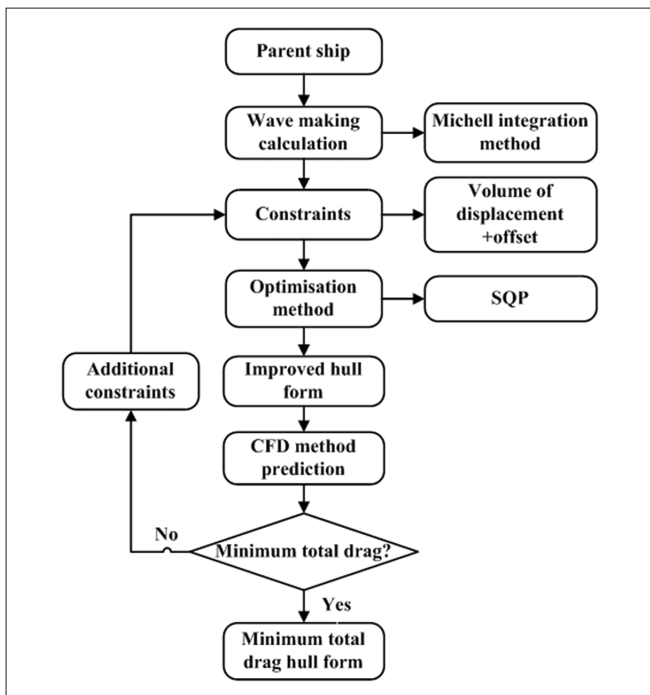 Parent ship
Wave making
calculation
Michell integration
method
Constraints
Volume of
displacement
+offset
Optimisation
method
SQP
Additional
constraints
Improved hull
form
CFD method
prediction
No
Minimum total drag?
Yes
Minimum total
drag hull form